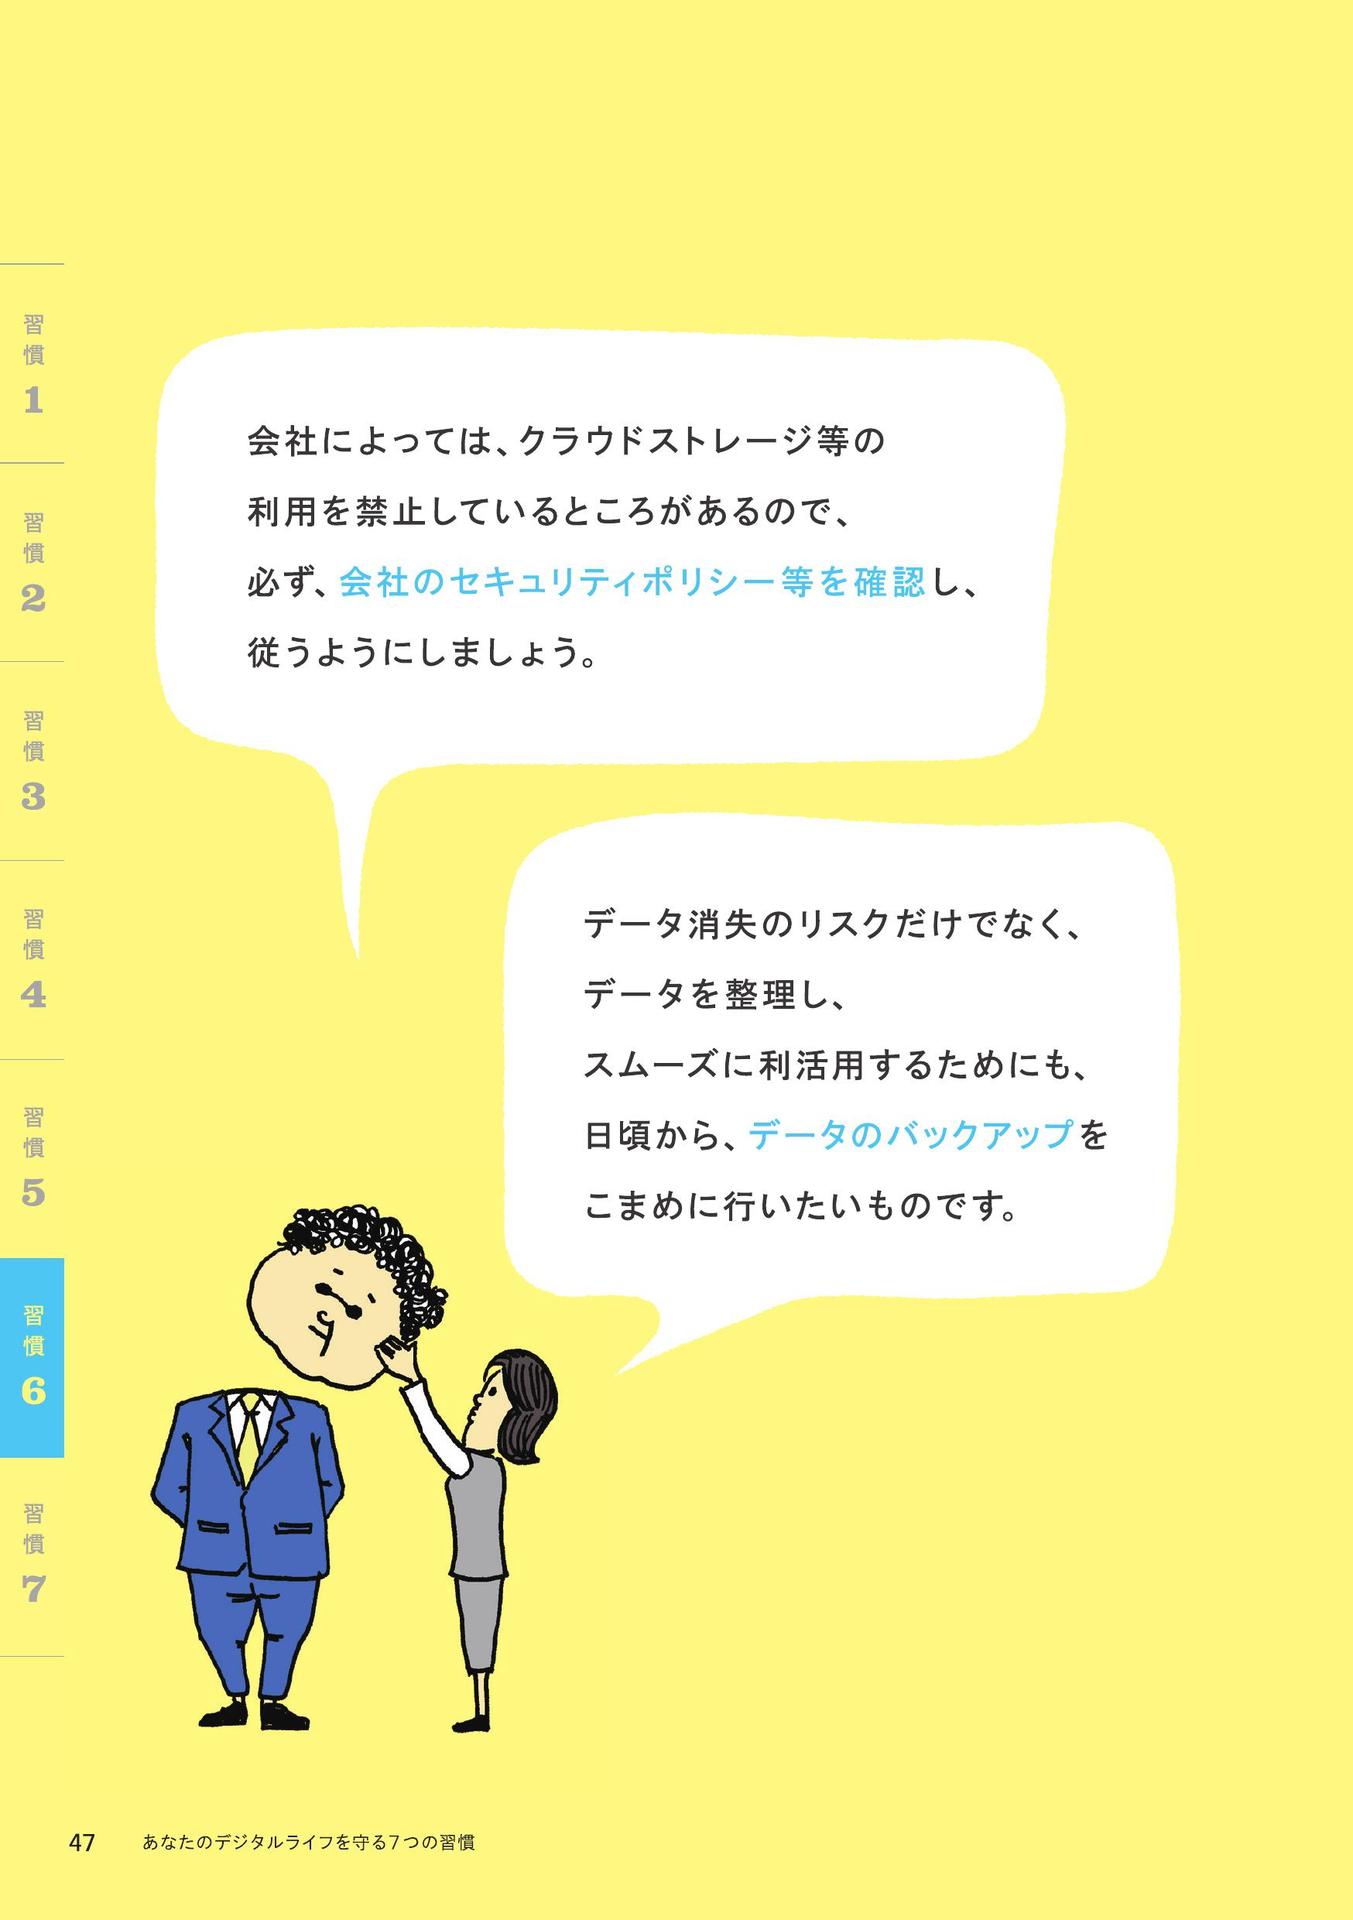 習慣1
習慣2
習慣3
習慣4
習慣5
習慣6
習慣7
会社によっては、クラウドストレージ等の
利用を禁止しているところがあるので、
必ず、会社のセキュリティポリシー等を確認し、
従うようにしましょう。
データ消失のリスクだけでなく、
データを整理し、
スムーズに利活用するためにも、
日頃から、データのバックアップを
こまめに行いたいものです。
47 あなたのデジタルライフを守る7つの習慣